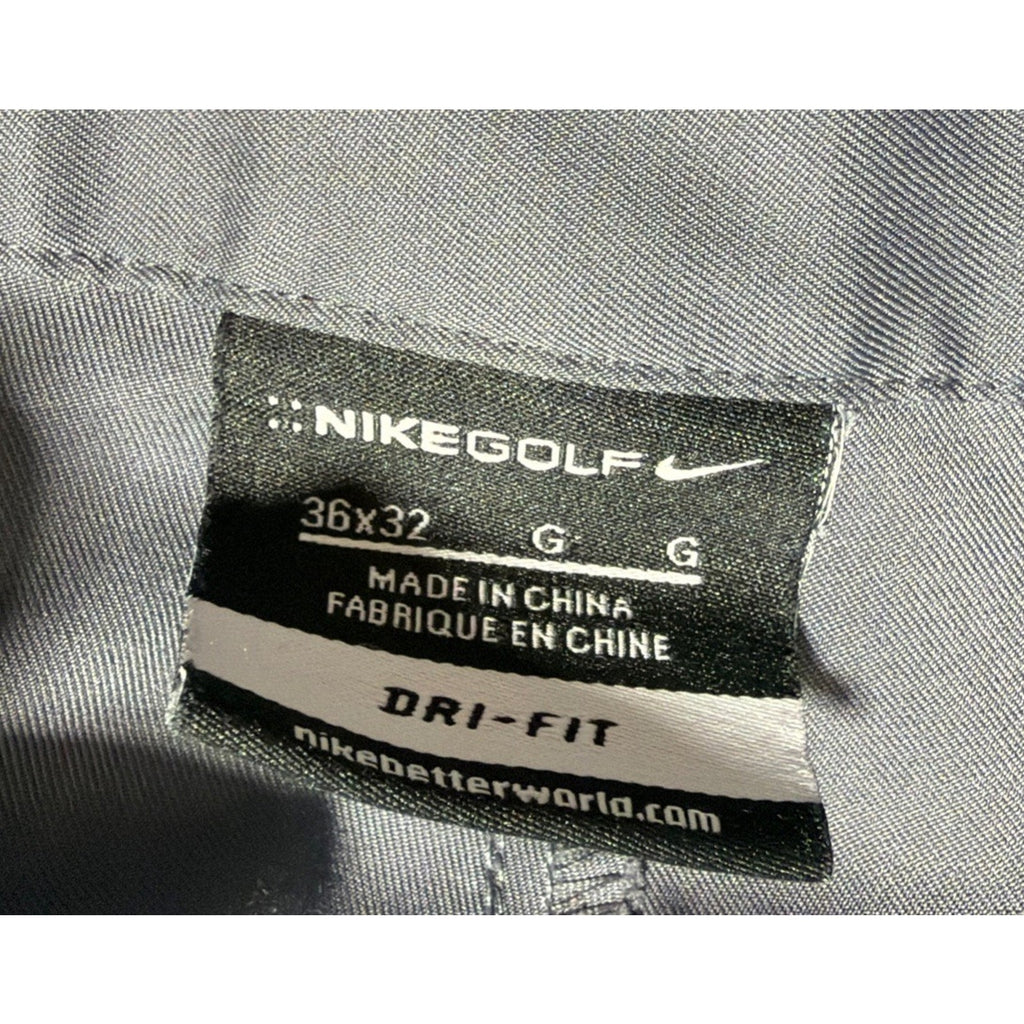 NIKEGOLF
36x32 G G
MADE IN CHINA
FABRIQUE EN CHINE
DRI-FIT
nikebetterworld.com